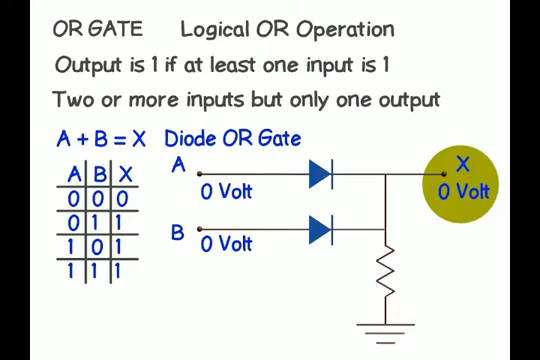 OR GATE Logical OR Operation
Output is 1 if at least one input is 1
Two or more inputs but only one output
A + B = X Diode OR Gate
A B X
0 0 0
0 1 1
1 0 1
1 1 1
A
0 Volt
B
0 Volt
X
0 Volt